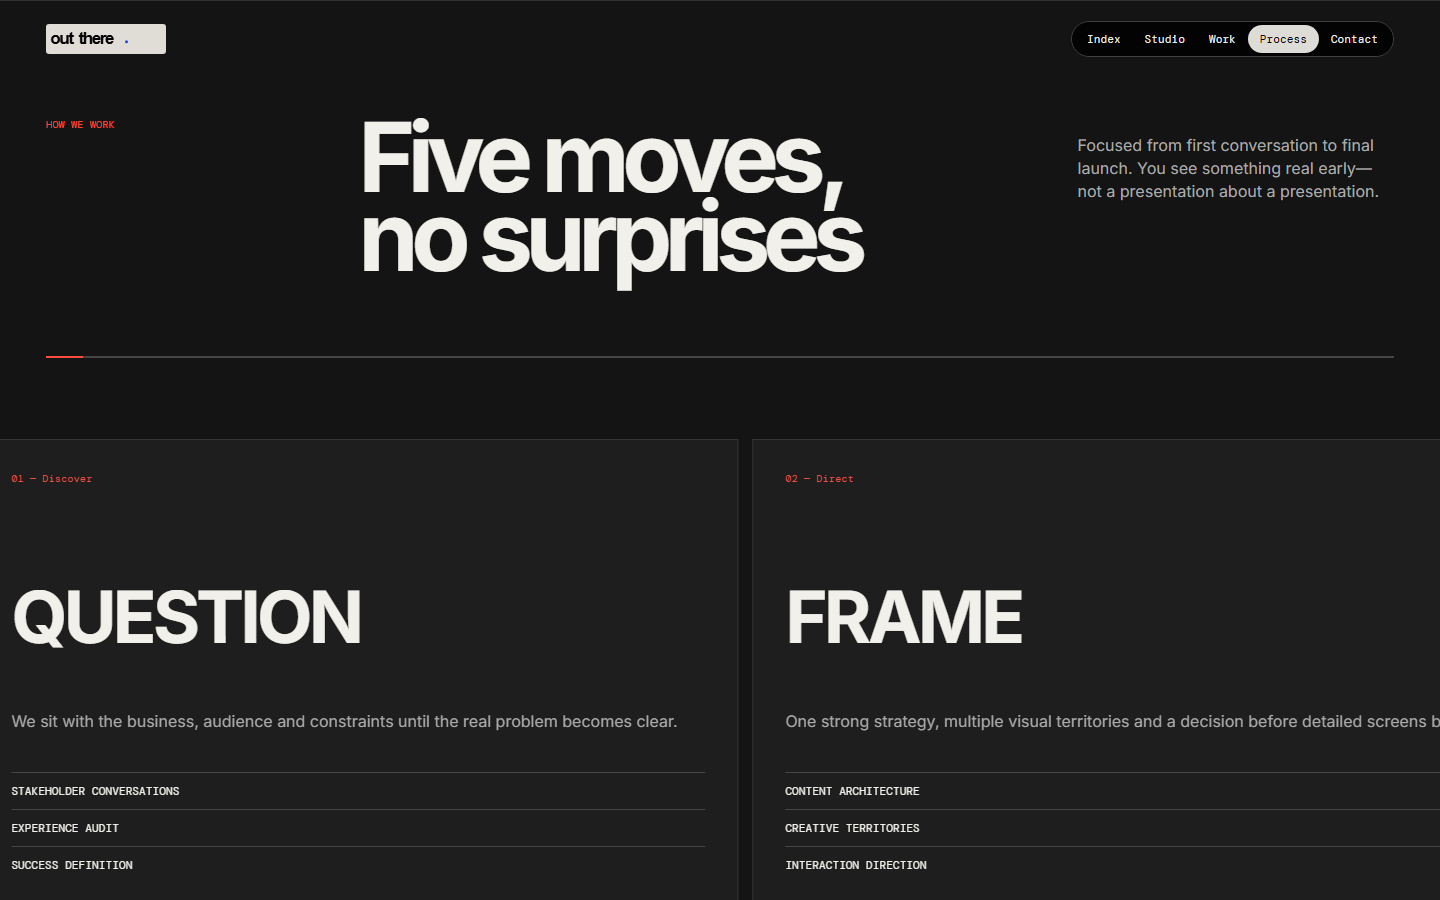 out there .
Index Studio Work Process Contact
HOW WE WORK
Five moves,
no surprises
Focused from first conversation to final
launch. You see something real early—
not a presentation about a presentation.
01 — Discover
QUESTION
We sit with the business, audience and constraints until the real problem becomes clear.
STAKEHOLDER CONVERSATIONS
EXPERIENCE AUDIT
SUCCESS DEFINITION
02 — Direct
FRAME
One strong strategy, multiple visual territories and a decision before detailed screens
CONTENT ARCHITECTURE
CREATIVE TERRITORIES
INTERACTION DIRECTION